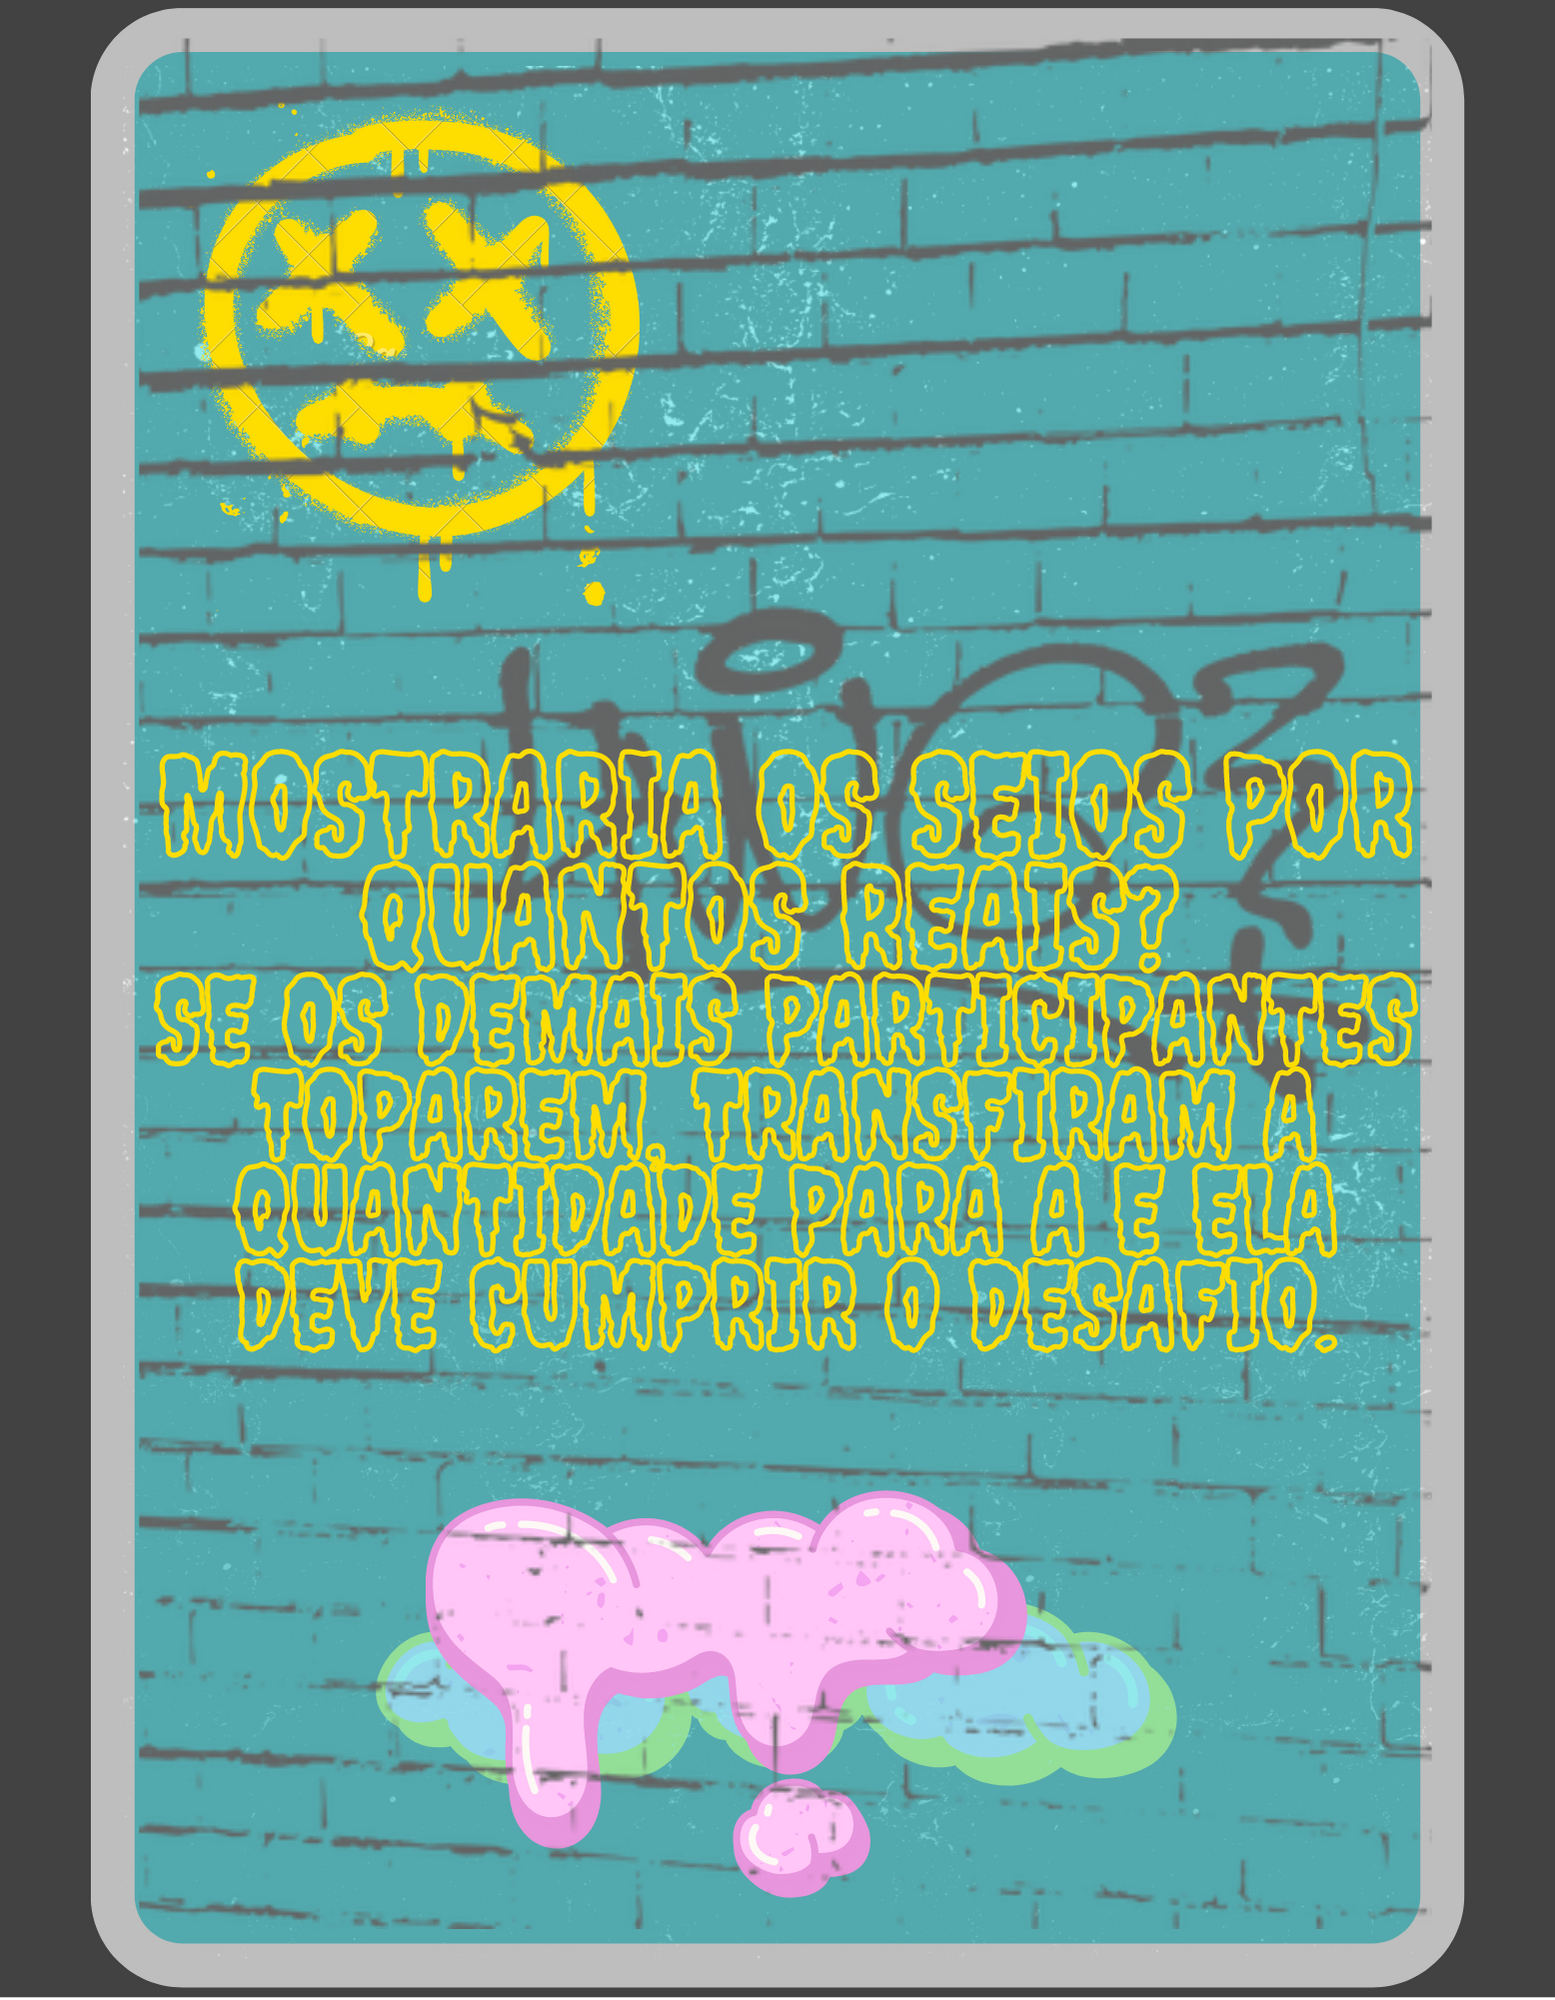 MOSTRARIA OS SEIOS POR
QUANTOS REAIS?
SE OS DEMAIS PARTICIPANTES
TOPAREM, TRANSFIRAM A
QUANTIDADE PARA A E ELA
DEVE CUMPRIR O DESAFIO.